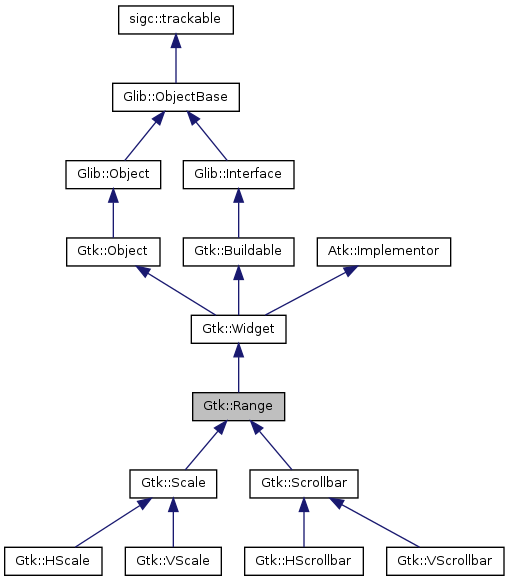 sigc::trackable
Glib::ObjectBase
Glib::Object
Glib::Interface
Gtk::Object
Gtk::Buildable
Atk::Implementor
Gtk::Widget
Gtk::Range
Gtk::Scale
Gtk::Scrollbar
Gtk::HScale
Gtk::VScale
Gtk::HScrollbar
Gtk::VScrollbar